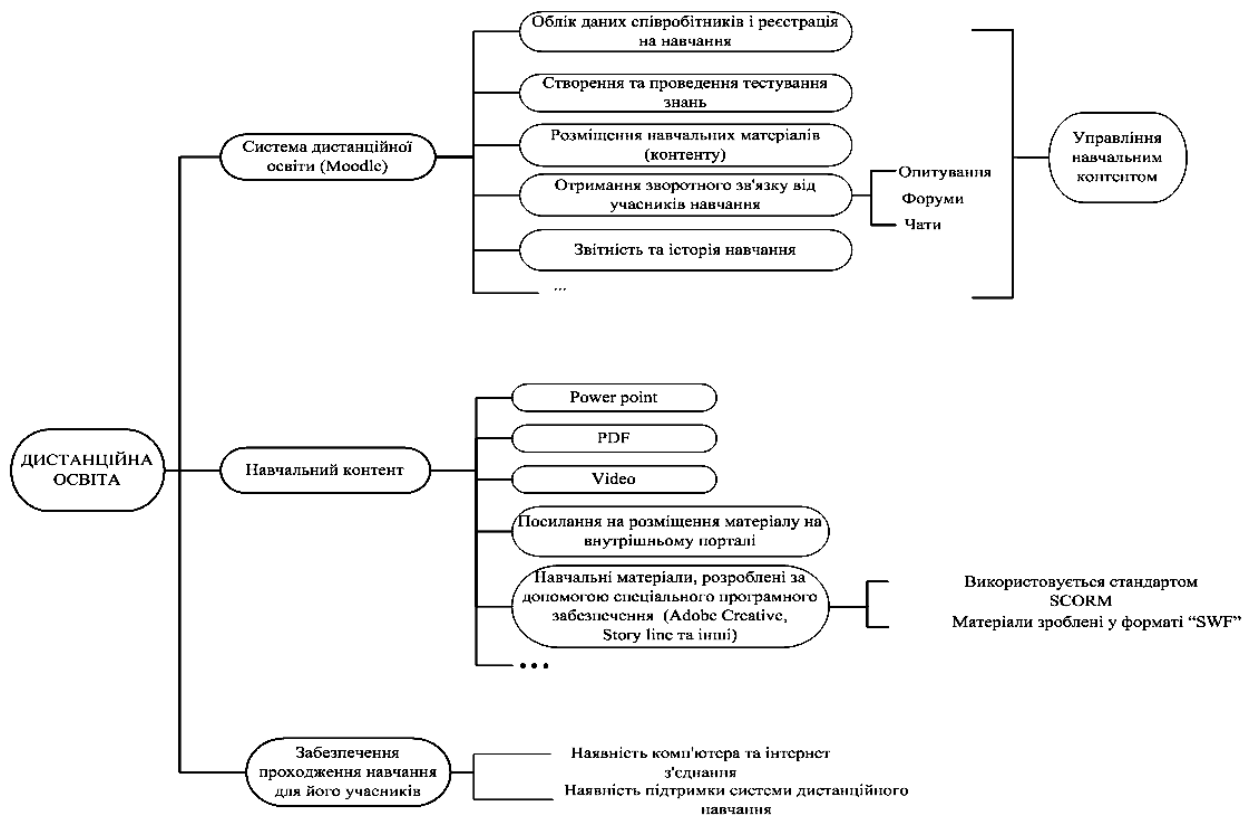 Облік даних співробітників і реєстрація
на навчання
Створення та проведення тестування
знань
Система дистанційної
освіти (Moodle)
Розміщення навчальних матеріалів
(контенту)
Управління
навчальним
контентом
Отримання зворотного зв'язку від
учасників навчання
Опитування
Форуми
Чати
Звітність та історія навчання
...
ДИСТАНЦІЙНА
ОСВІТА
Навчальний контент
Power point
PDF
Video
Посилання на розміщення матеріалу на
внутрішньому порталі
Навчальні матеріали, розроблені за
допомогою спеціального програмного
забезпечення (Adobe Creative,
Story line та інші)
Використовується стандартом
SCORM
Матеріали зроблені у форматі “SWF”
...
Забезпечення
проходження навчання
для його учасників
Наявність комп'ютера та інтернет
з'єднання
Наявність підтримки системи дистанційного
навчання